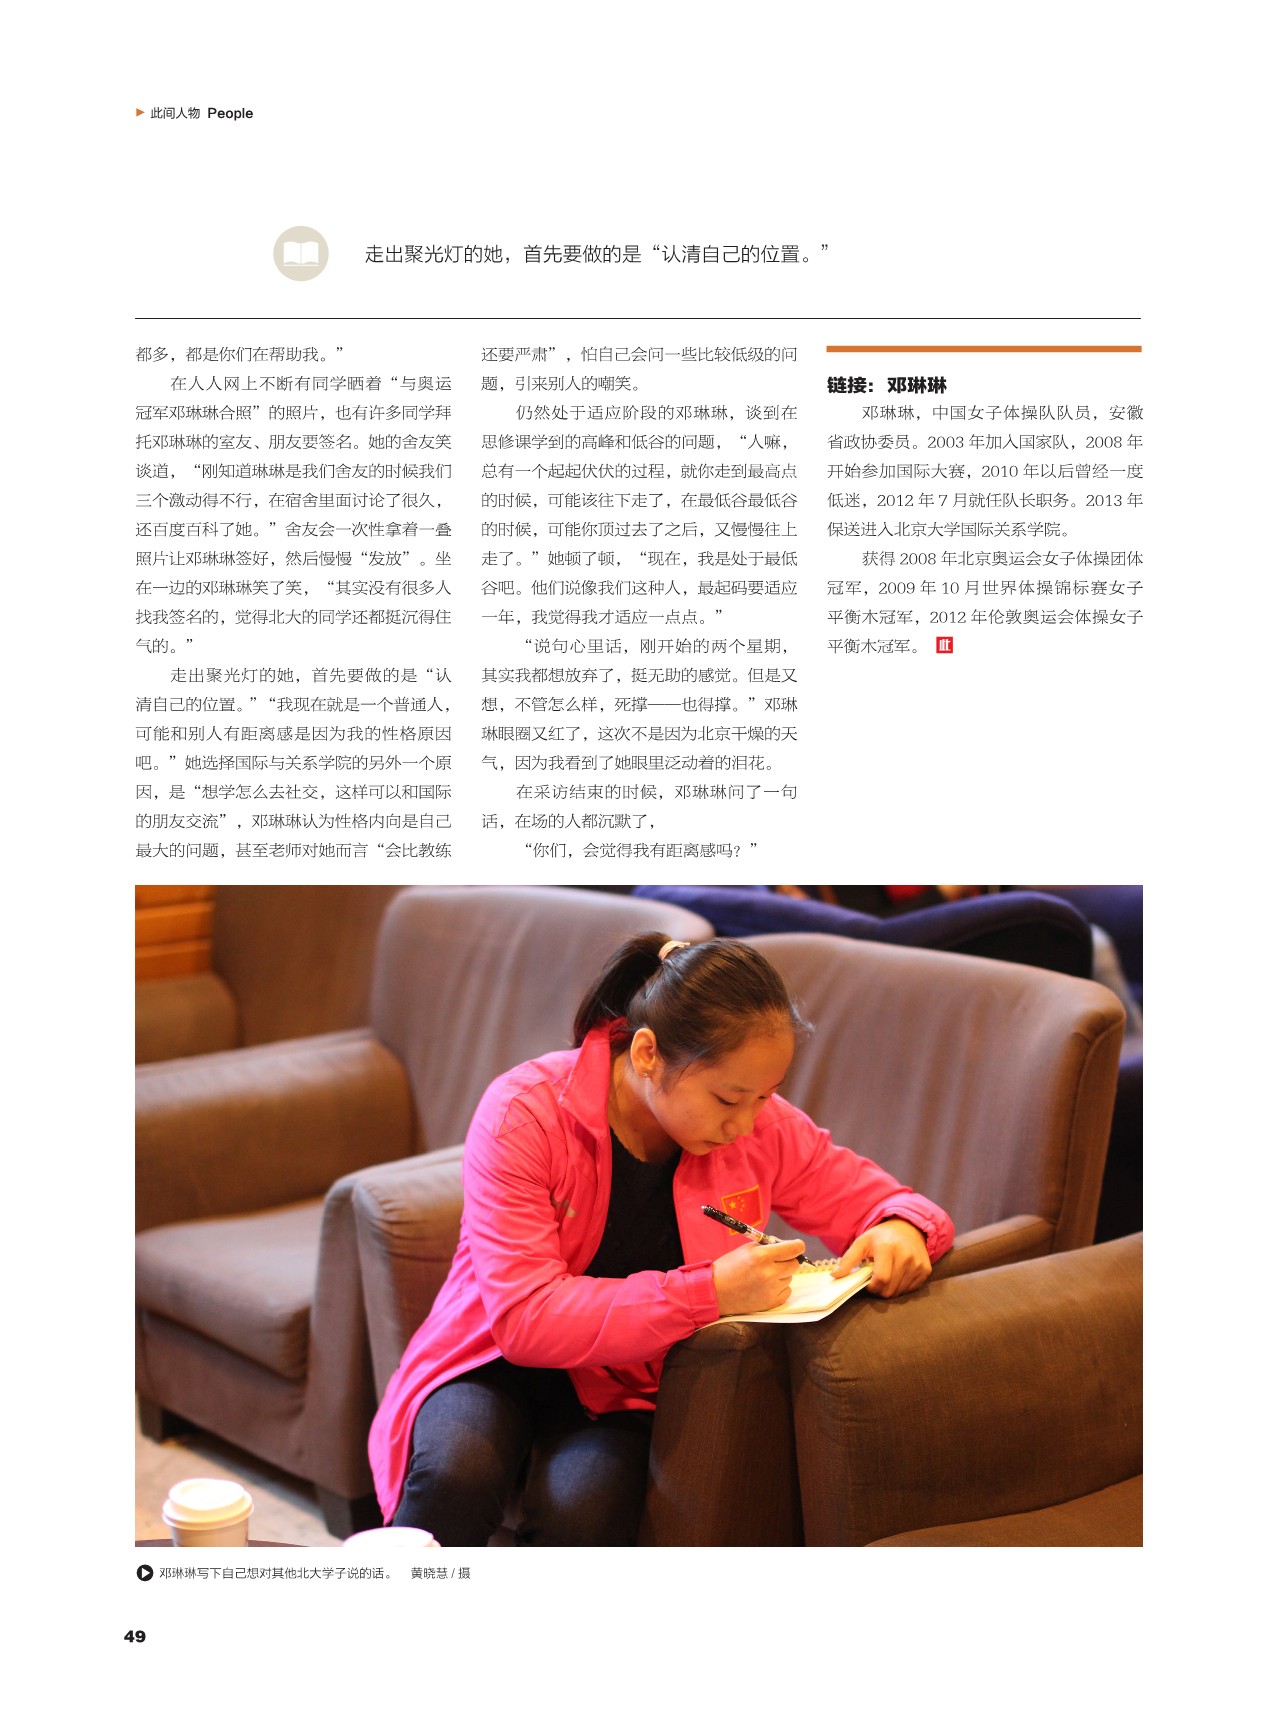 此间人物 People
走出聚光灯的她，首先要做的是“认清自己的位置。”
都多，都是你们在帮助我。”
在人人网上不断有同学晒着“与奥运
冠军邓琳琳合照”的照片，也有许多同学拜
托邓琳琳的室友、朋友要签名。她的舍友笑
谈道，“刚知道琳琳是我们舍友的时候我们
三个激动得不行，在宿舍里面讨论了很久，
还百度百科了她。”舍友会一次性拿着一叠
照片让邓琳琳签好，然后慢慢“发放”。坐
在一边的邓琳琳笑了笑，“其实没有很多人
找我签名的，觉得北大的同学还都挺沉得住
气的。”
走出聚光灯的她，首先要做的是“认
清自己的位置。”“我现在就是一个普通人，
可能和别人有距离感是因为我的性格原因
吧。”她选择国际与关系学院的另外一个原
因，是“想学怎么去社交，这样可以和国际
的朋友交流”，邓琳琳认为性格内向是自己
最大的问题，甚至老师对她而言“会比教练
还要严肃”，怕自己会问一些比较低级的问
题，引来别人的嘲笑。
仍然处于适应阶段的邓琳琳，谈到在
思修课学到的高峰和低谷的问题，“人嘛，
总有一个起起伏伏的过程，就你走到最高点
的时候，可能该往下走了，在最低谷最低谷
的时候，可能你顶过去了之后，又慢慢往上
走了。”她顿了顿，“现在，我是处于最低
谷吧。他们说像我们这种人，最起码要适应
一年，我觉得我才适应一点点。”
“说句心里话，刚开始的两个星期，
其实我都想放弃了，挺无助的感觉。但是又
想，不管怎么样，死撑——也得撑。”邓琳
琳眼圈又红了，这次不是因为北京干燥的天
气，因为我看到了她眼里泛动着的泪花。
在采访结束的时候，邓琳琳问了一句
话，在场的人都沉默了，
“你们，会觉得我有距离感吗？”
链接：邓琳琳
邓琳琳，中国女子体操队队员，安徽
省政协委员。2003 年加入国家队，2008 年
开始参加国际大赛，2010 年以后曾经一度
低迷，2012 年 7 月就任队长职务。2013 年
保送进入北京大学国际关系学院。
获得 2008 年北京奥运会女子体操团体
冠军，2009 年 10 月世界体操锦标赛女子
平衡木冠军，2012 年伦敦奥运会体操女子
平衡木冠军。
邓琳琳写下自己想对其他北大学子说的话。 黄晓慧 / 摄
49